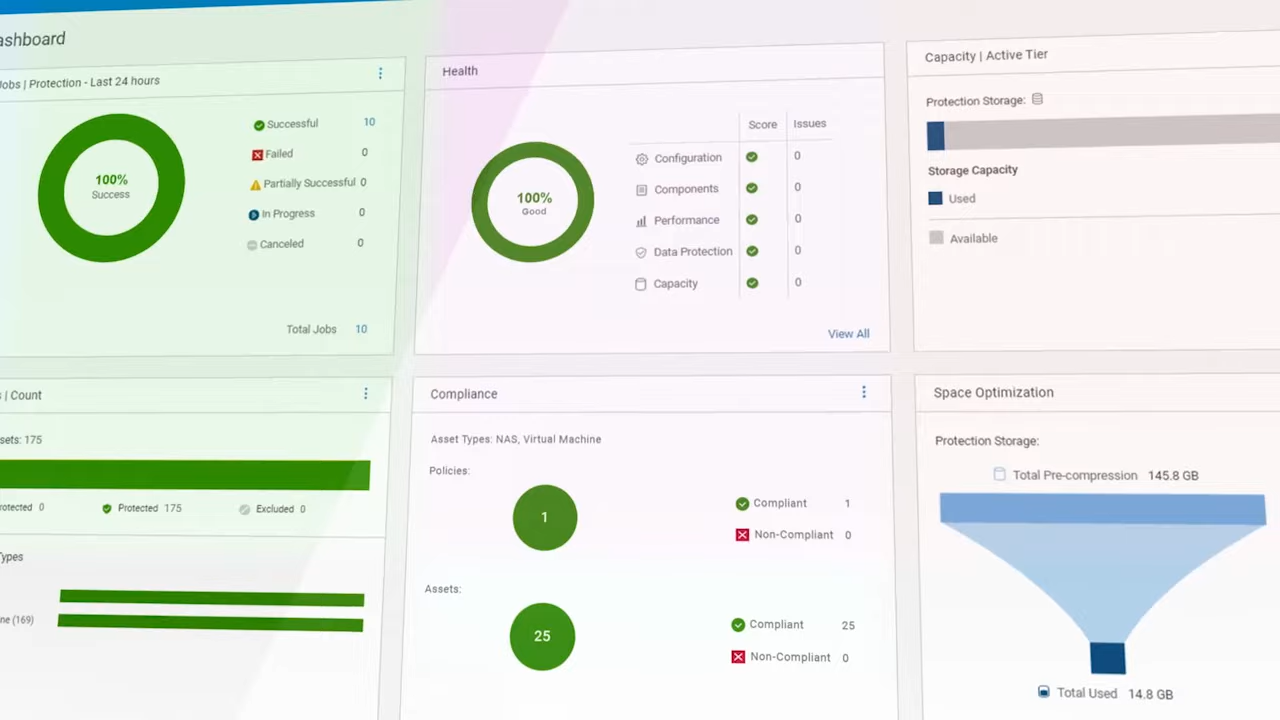 ashboard
Jobs | Protection - Last 24 hours
100%
Success
Successful 10
Failed 0
Partially Successful 0
In Progress 0
Canceled 0
Total Jobs 10
Health
100%
Good
Score Issues
Configuration 0
Components 0
Performance 0
Data Protection 0
Capacity 0
View All
Capacity | Active Tier
Protection Storage:
Storage Capacity
Used
Available
s | Count
sets: 175
rotected 0 Protected 175 Excluded 0
Types
ne (169)
Compliance
Asset Types: NAS, Virtual Machine
Policies:
1
Compliant 1
Non-Compliant 0
Assets:
25
Compliant 25
Non-Compliant 0
Space Optimization
Protection Storage:
Total Pre-compression 145.8 GB
Total Used 14.8 GB